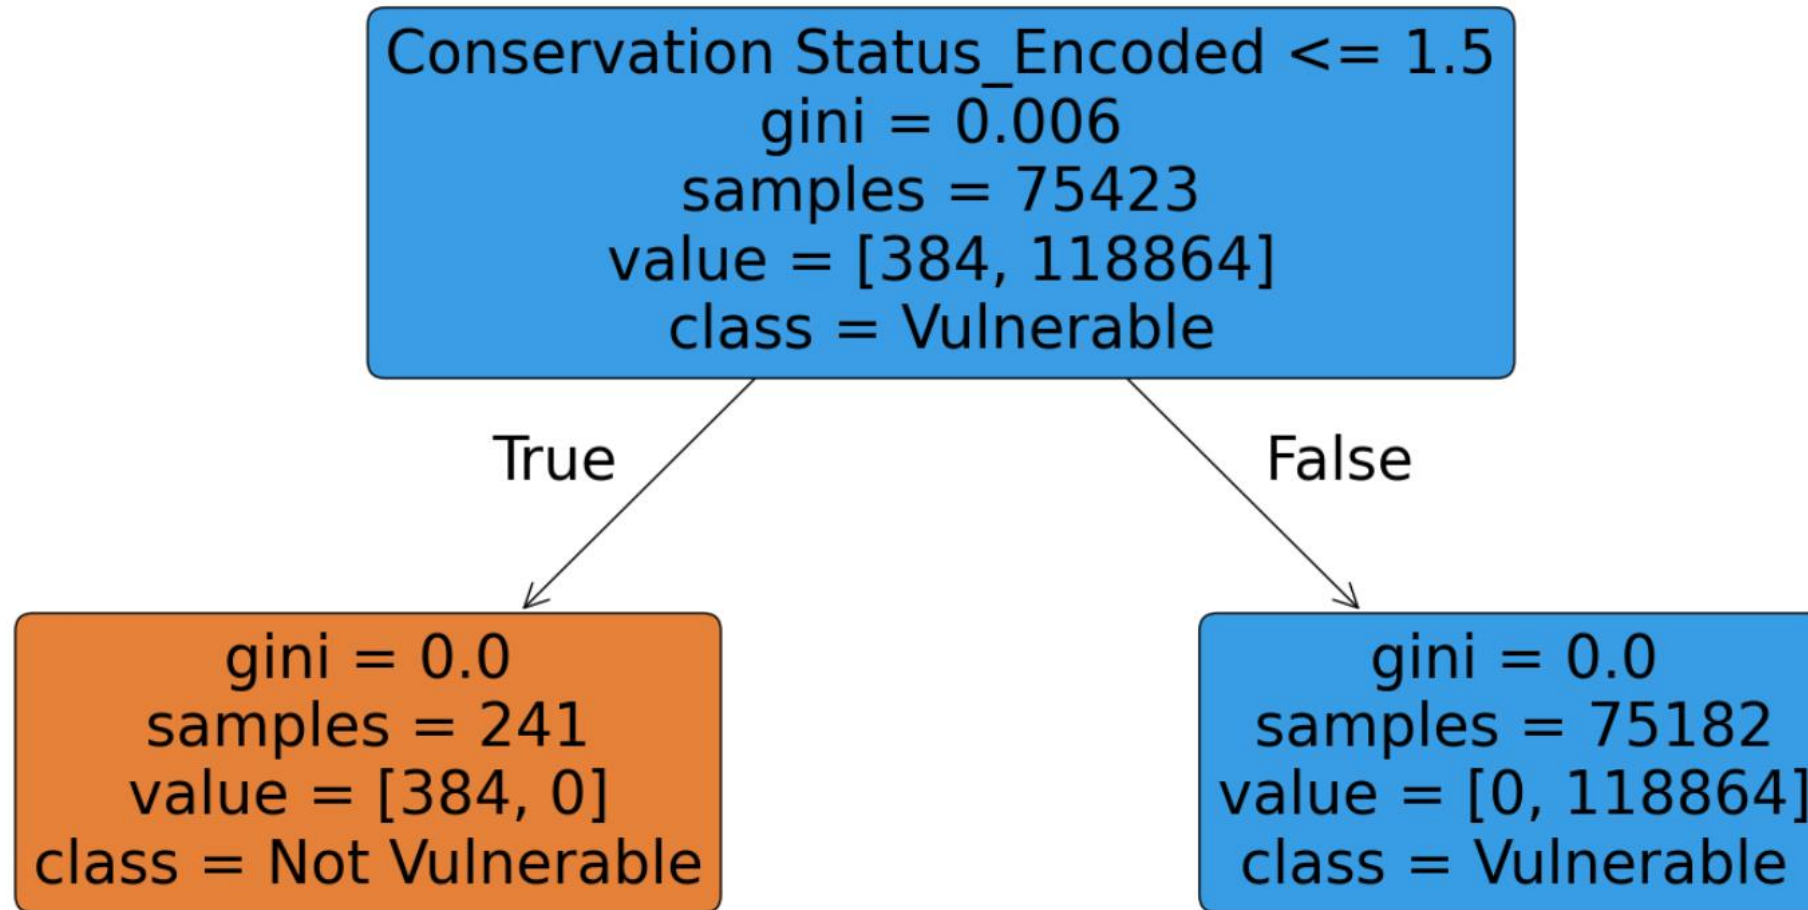 Conservation Status_Encoded <= 1.5
gini = 0.006
samples = 75423
value = [384, 118864]
class = Vulnerable
True
False
gini = 0.0
samples = 241
value = [384, 0]
class = Not Vulnerable
gini = 0.0
samples = 75182
value = [0, 118864]
class = Vulnerable